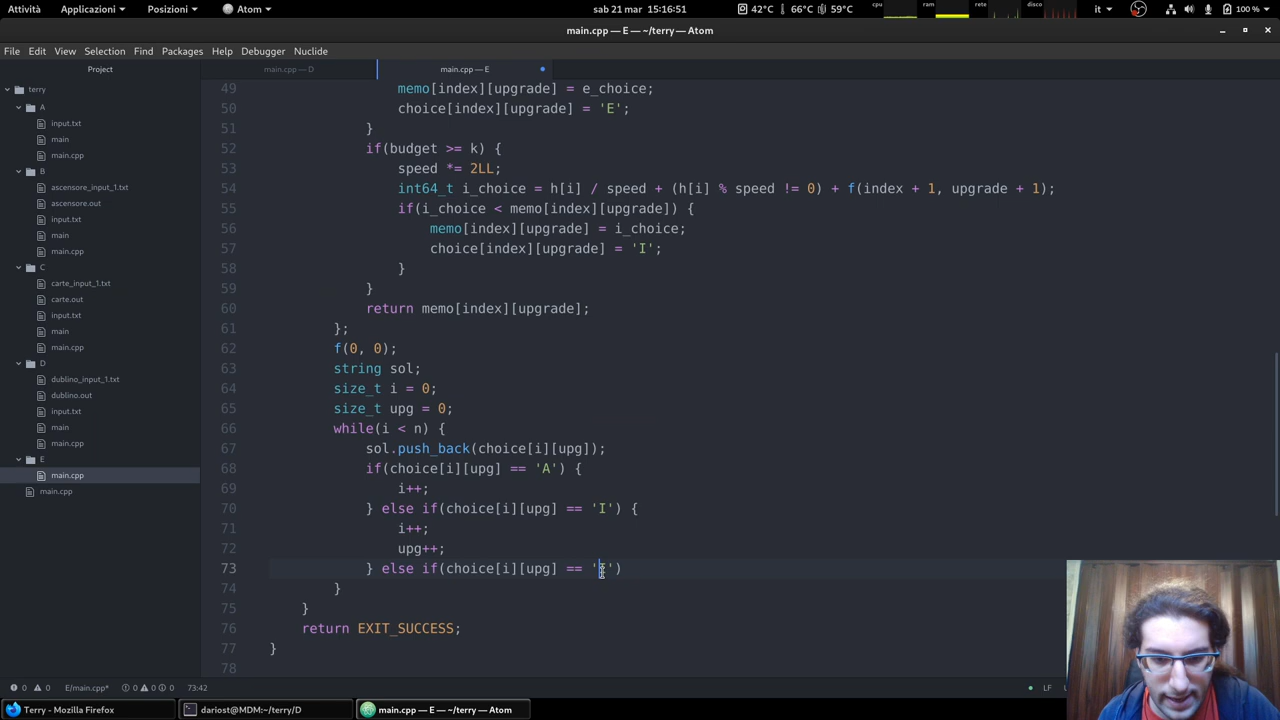 Attività Applicazioni Posizioni Atom sab 21 mar 15:16:51 cpu ram rete disco 42°C 66°C 59°C it 100 %
main.cpp — E — ~/terry — Atom
File Edit View Selection Find Packages Help Debugger Nuclide
Project
main.cpp — D
main.cpp — E
terry
A
input.txt
main
main.cpp
B
ascensore_input_1.txt
ascensore.out
input.txt
main
main.cpp
C
carte_input_1.txt
carte.out
input.txt
main
main.cpp
D
dublino_input_1.txt
dublino.out
input.txt
main
main.cpp
E
main.cpp
main.cpp
49 memo[index][upgrade] = e_choice;
50 choice[index][upgrade] = 'E';
51 }
52 if(budget >= k) {
53 speed *= 2LL;
54 int64_t i_choice = h[i] / speed + (h[i] % speed != 0) + f(index + 1, upgrade + 1);
55 if(i_choice < memo[index][upgrade]) {
56 memo[index][upgrade] = i_choice;
57 choice[index][upgrade] = 'I';
58 }
59 }
60 return memo[index][upgrade];
61 };
62 f(0, 0);
63 string sol;
64 size_t i = 0;
65 size_t upg = 0;
66 while(i < n) {
67 sol.push_back(choice[i][upg]);
68 if(choice[i][upg] == 'A') {
69 i++;
70 } else if(choice[i][upg] == 'I') {
71 i++;
72 upg++;
73 } else if(choice[i][upg] == ' ')
74 }
75 }
76 return EXIT_SUCCESS;
77 }
78
0 0 E/main.cpp* 0 0 0 73:42 LF
Terry - Mozilla Firefox dariost@MDM:~/terry/D main.cpp — E — ~/terry — Atom